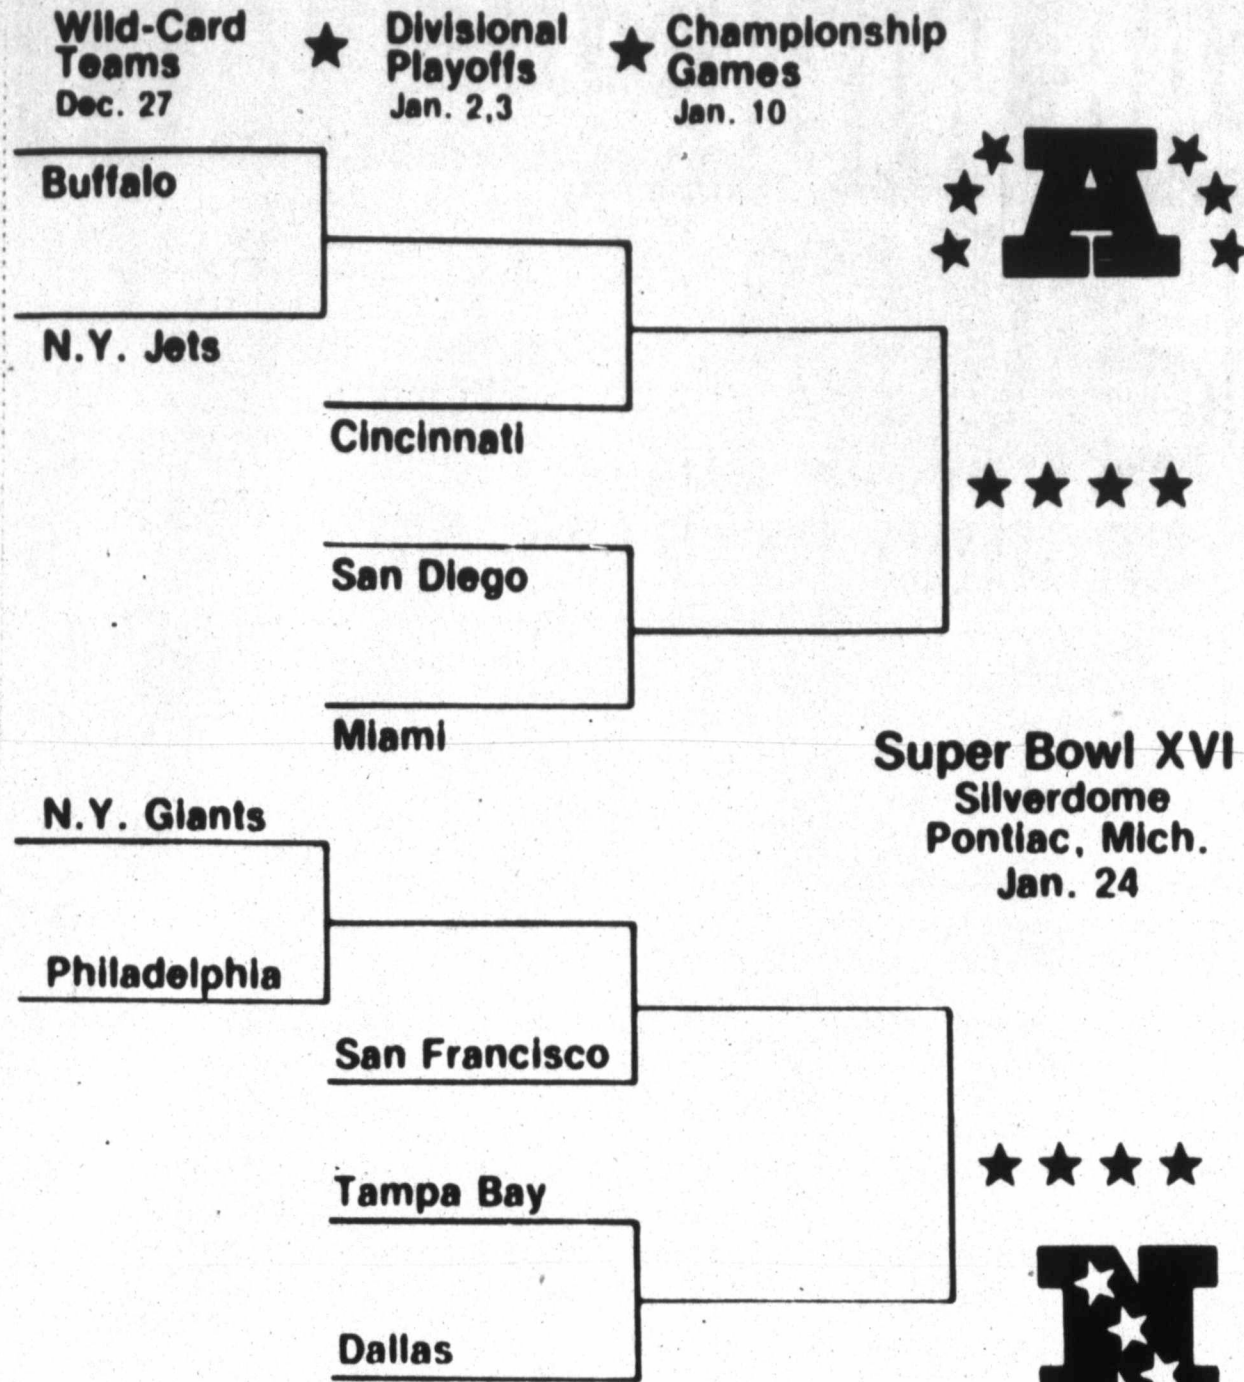 Wild-Card
Teams
Dec. 27
Divisional
Playoffs
Jan. 2,3
Championship
Games
Jan. 10
A
Buffalo
N.Y. Jets
Cincinnati
San Diego
Miami
Super Bowl XVI
Silverdome
Pontiac, Mich.
Jan. 24
N.Y. Giants
Philadelphia
San Francisco
Tampa Bay
Dallas
N